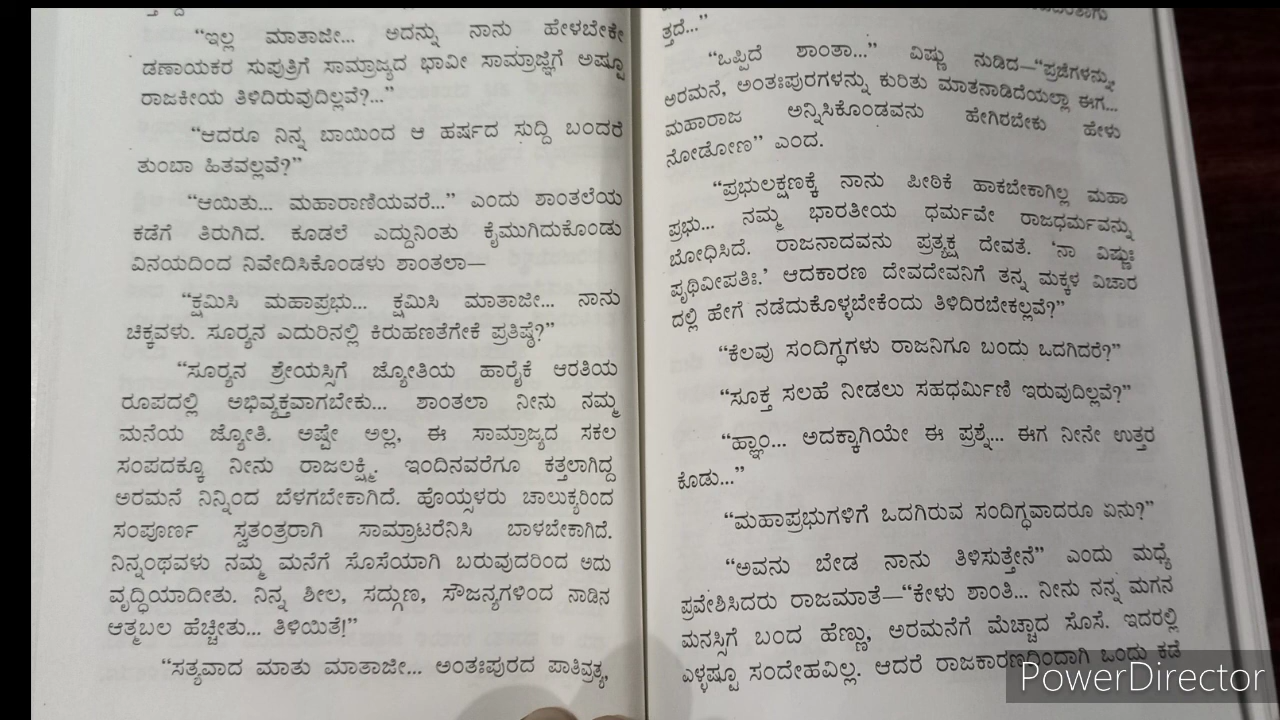 “ಇಲ್ಲ ಮಾತಾಜೀ... ಅದನ್ನು ನಾನು ಹೇಳಬೇಕೇ
ಡಣಾಯಕರ ಸುಪುತ್ರಿಗೆ ಸಾಮ್ರಾಜ್ಯದ ಭಾವೀ ಸಾಮ್ರಾಜ್ಞಿಗೆ ಅಷ್ಟೂ
ರಾಜಕೀಯ ತಿಳಿದಿರುವುದಿಲ್ಲವೆ?...”
“ಆದರೂ ನಿನ್ನ ಬಾಯಿಂದ ಆ ಹರ್ಷದ ಸುದ್ದಿ ಬಂದರೆ
ತುಂಬಾ ಹಿತವಲ್ಲವೆ?”
“ಆಯಿತು... ಮಹಾರಾಣಿಯವರೆ...” ಎಂದು ಶಾಂತಲೆಯ
ಕಡೆಗೆ ತಿರುಗಿದ. ಕೂಡಲೆ ಎದ್ದುನಿಂತು ಕೈಮುಗಿದುಕೊಂಡು
ವಿನಯದಿಂದ ನಿವೇದಿಸಿಕೊಂಡಳು ಶಾಂತಲಾ—
“ಕ್ಷಮಿಸಿ ಮಹಾಪ್ರಭು... ಕ್ಷಮಿಸಿ ಮಾತಾಜೀ... ನಾನು
ಚಿಕ್ಕವಳು. ಸೂರ‍್ಯನ ಎದುರಿನಲ್ಲಿ ಕಿರುಹಣತೆಗೇಕೆ ಪ್ರತಿಷ್ಠೆ?”
“ಸೂರ‍್ಯನ ಶ್ರೇಯಸ್ಸಿಗೆ ಜ್ಯೋತಿಯ ಹಾರೈಕೆ ಆರತಿಯ
ರೂಪದಲ್ಲಿ ಅಭಿವ್ಯಕ್ತವಾಗಬೇಕು... ಶಾಂತಲಾ ನೀನು ನಮ್ಮ
ಮನೆಯ ಜ್ಯೋತಿ. ಅಷ್ಟೇ ಅಲ್ಲ, ಈ ಸಾಮ್ರಾಜ್ಯದ ಸಕಲ
ಸಂಪದಕ್ಕೂ ನೀನು ರಾಜಲಕ್ಷ್ಮಿ. ಇಂದಿನವರೆಗೂ ಕತ್ತಲಾಗಿದ್ದ
ಅರಮನೆ ನಿನ್ನಿಂದ ಬೆಳಗಬೇಕಾಗಿದೆ. ಹೊಯ್ಸಳರು ಚಾಲುಕ್ಯರಿಂದ
ಸಂಪೂರ್ಣ ಸ್ವತಂತ್ರರಾಗಿ ಸಾಮ್ರಾಟರೆನಿಸಿ ಬಾಳಬೇಕಾಗಿದೆ.
ನಿನ್ನಂಥವಳು ನಮ್ಮ ಮನೆಗೆ ಸೊಸೆಯಾಗಿ ಬರುವುದರಿಂದ ಅದು
ವೃದ್ಧಿಯಾದೀತು. ನಿನ್ನ ಶೀಲ, ಸದ್ಗುಣ, ಸೌಜನ್ಯಗಳಿಂದ ನಾಡಿನ
ಆತ್ಮಬಲ ಹೆಚ್ಚೀತು... ತಿಳಿಯಿತೆ!”
“ಸತ್ಯವಾದ ಮಾತು ಮಾತಾಜೀ... ಅಂತಃಪುರದ ಪಾತಿವ್ರತ್ಯ,
ತ್ತದೆ...”
“ಒಪ್ಪಿದೆ ಶಾಂತಾ...” ವಿಷ್ಣು ನುಡಿದ—“ಪ್ರಜೆಗಳನ್ನು,
ಅರಮನೆ, ಅಂತಃಪುರಗಳನ್ನು ಕುರಿತು ಮಾತನಾಡಿದೆಯಲ್ಲಾ ಈಗ...
ಮಹಾರಾಜ ಅನ್ನಿಸಿಕೊಂಡವನು ಹೇಗಿರಬೇಕು ಹೇಳು
ನೋಡೋಣ” ಎಂದ.
“ಪ್ರಭುಲಕ್ಷಣಕ್ಕೆ ನಾನು ಪೀಠಿಕೆ ಹಾಕಬೇಕಾಗಿಲ್ಲ ಮಹಾ
ಪ್ರಭು... ನಮ್ಮ ಭಾರತೀಯ ಧರ್ಮವೇ ರಾಜಧರ್ಮವನ್ನು
ಬೋಧಿಸಿದೆ. ರಾಜನಾದವನು ಪ್ರತ್ಯಕ್ಷ ದೇವತೆ. ‘ನಾ ವಿಷ್ಣುಃ
ಪೃಥಿವೀಪತಿಃ.’ ಆದಕಾರಣ ದೇವದೇವನಿಗೆ ತನ್ನ ಮಕ್ಕಳ ವಿಚಾರ
ದಲ್ಲಿ ಹೇಗೆ ನಡೆದುಕೊಳ್ಳಬೇಕೆಂದು ತಿಳಿದಿರಬೇಕಲ್ಲವೆ?”
“ಕೆಲವು ಸಂದಿಗ್ಧಗಳು ರಾಜನಿಗೂ ಬಂದು ಒದಗಿದರೆ?”
“ಸೂಕ್ತ ಸಲಹೆ ನೀಡಲು ಸಹಧರ್ಮಿಣಿ ಇರುವುದಿಲ್ಲವೆ?”
“ಹ್ಞಾಂ... ಅದಕ್ಕಾಗಿಯೇ ಈ ಪ್ರಶ್ನೆ... ಈಗ ನೀನೇ ಉತ್ತರ
ಕೊಡು...”
“ಮಹಾಪ್ರಭುಗಳಿಗೆ ಒದಗಿರುವ ಸಂದಿಗ್ಧವಾದರೂ ಏನು?”
“ಅವನು ಬೇಡ ನಾನು ತಿಳಿಸುತ್ತೇನೆ” ಎಂದು ಮಧ್ಯೆ
ಪ್ರವೇಶಿಸಿದರು ರಾಜಮಾತೆ—“ಕೇಳು ಶಾಂತಿ... ನೀನು ನನ್ನ ಮಗನ
ಮನಸ್ಸಿಗೆ ಬಂದ ಹೆಣ್ಣು, ಅರಮನೆಗೆ ಮೆಚ್ಚಾದ ಸೊಸೆ. ಇದರಲ್ಲಿ
ಎಳ್ಳಷ್ಟೂ ಸಂದೇಹವಿಲ್ಲ. ಆದರೆ ರಾಜಕಾರಣದಿಂದಾಗಿ ಒಂದು ಕಡೆ
PowerDirector